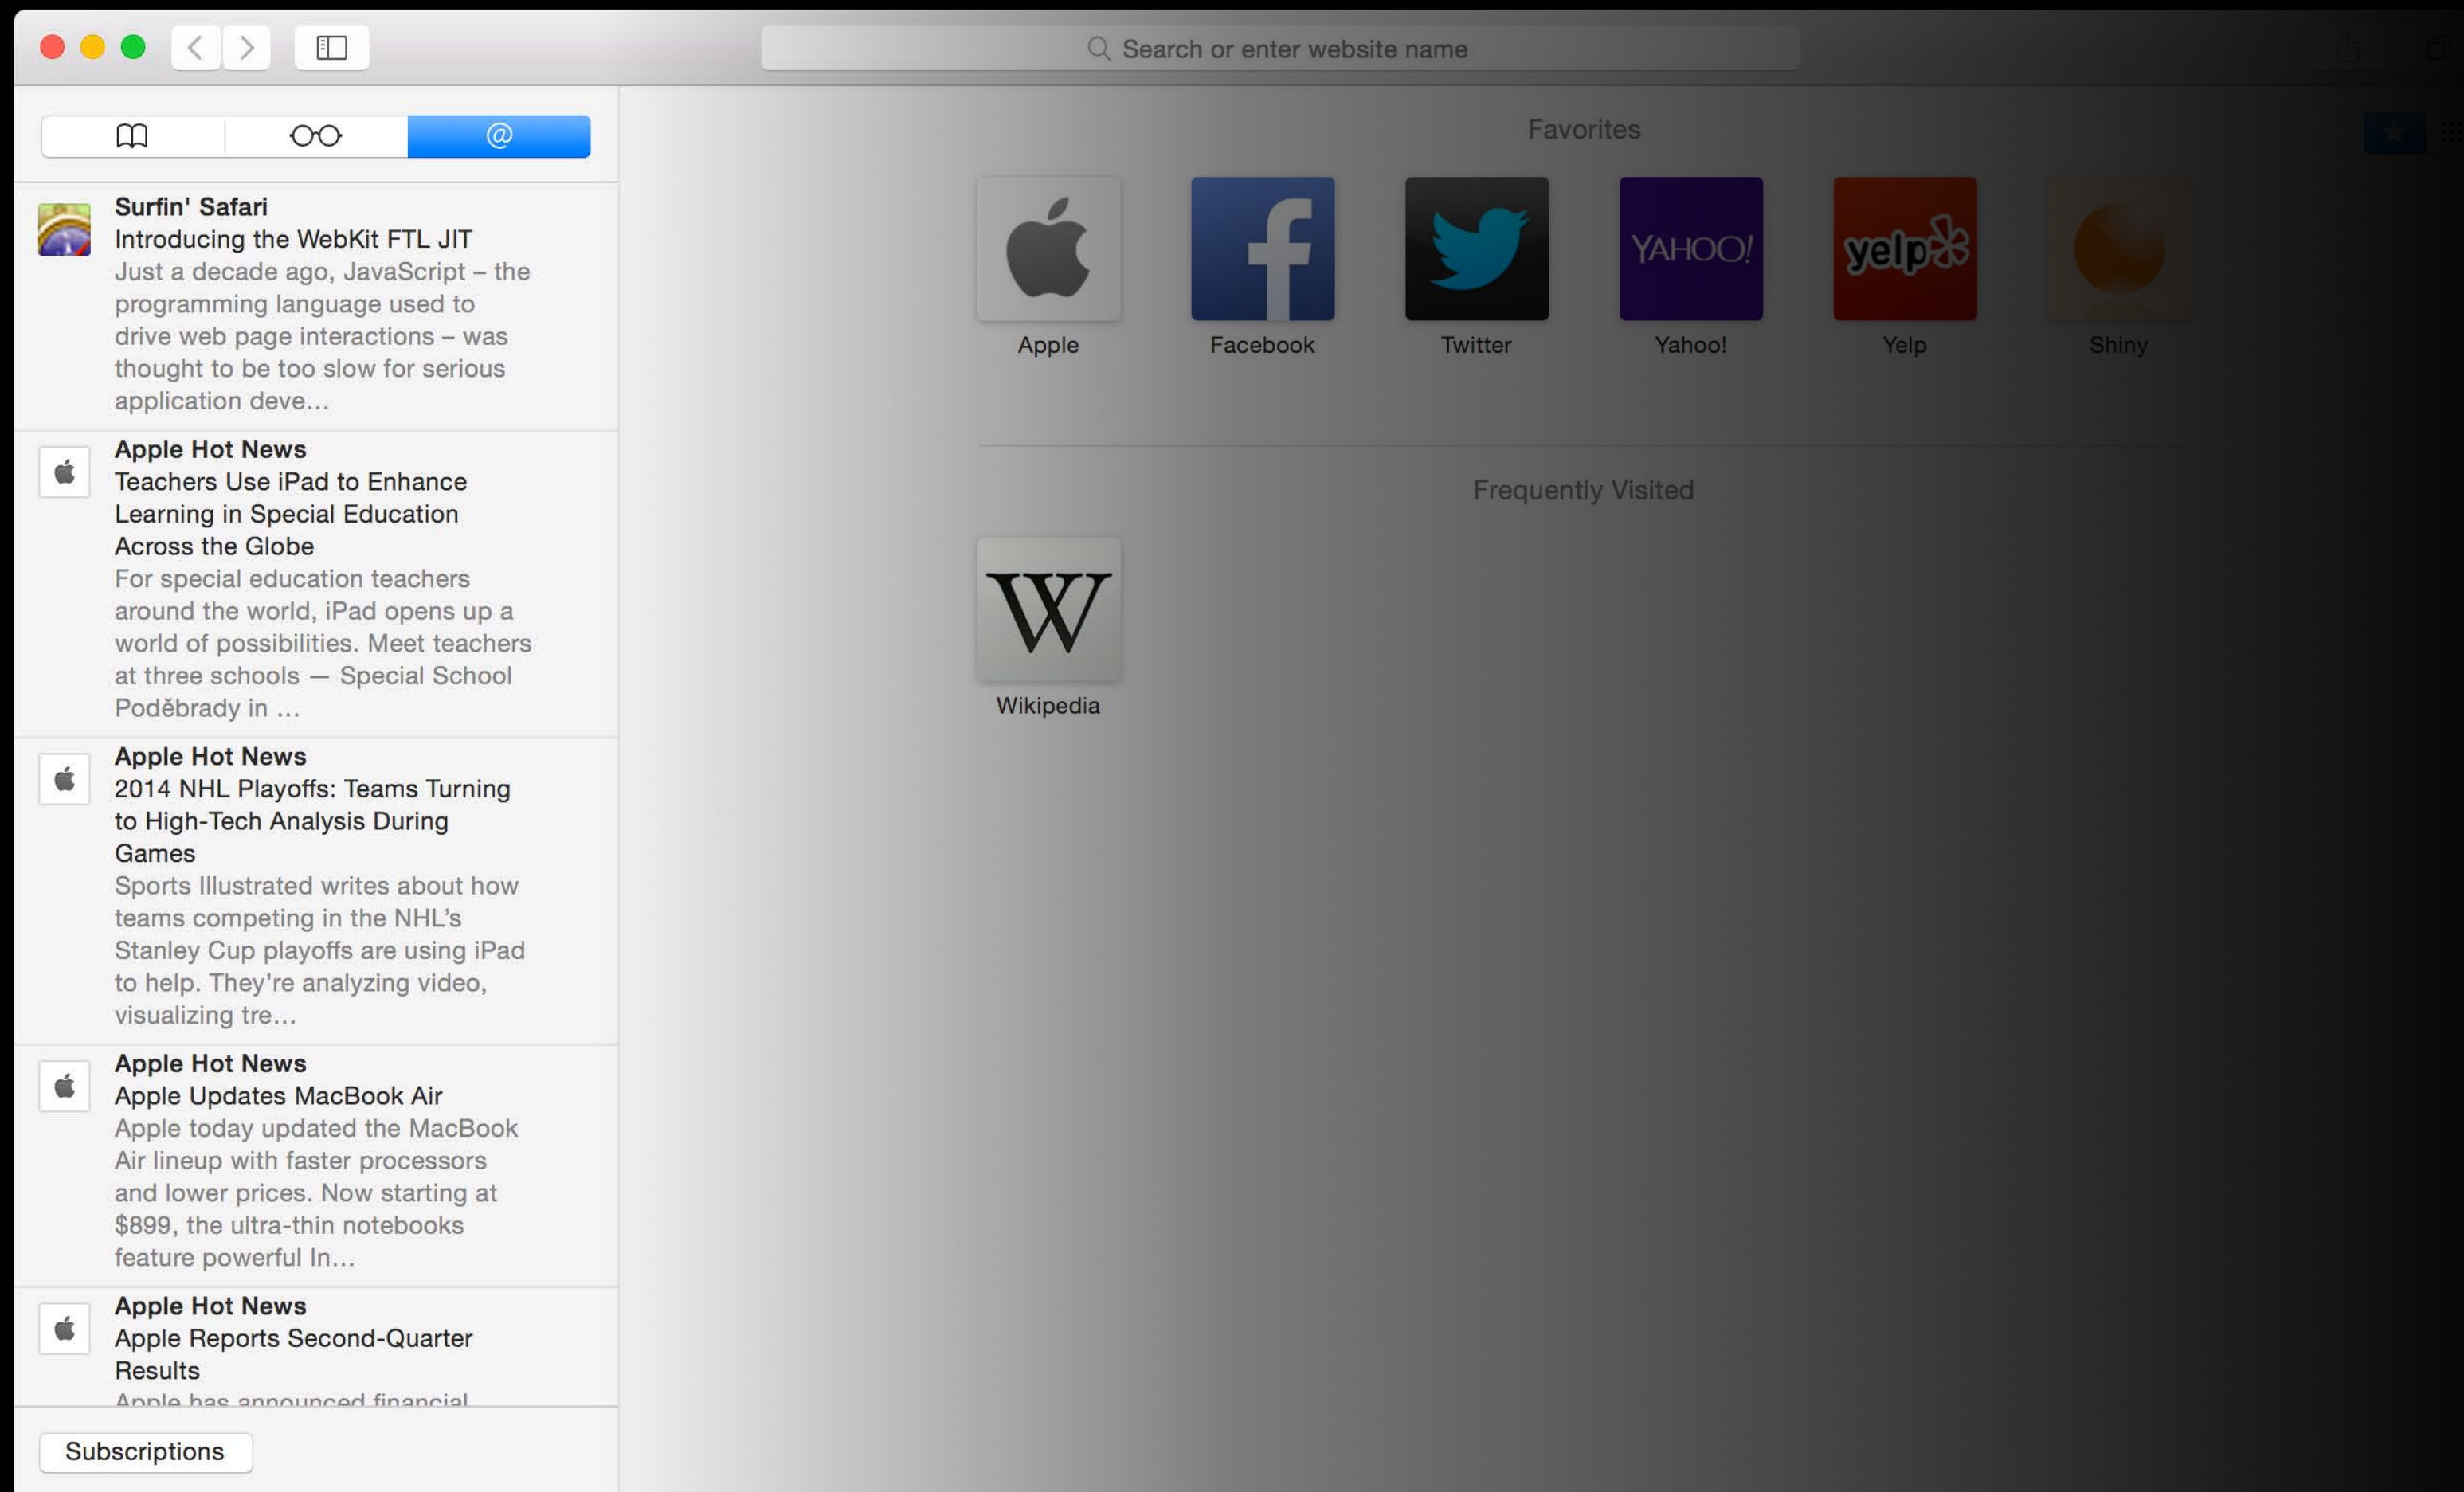 Search or enter website name
@
Surfin' Safari
Introducing the WebKit FTL JIT
Just a decade ago, JavaScript – the
programming language used to
drive web page interactions – was
thought to be too slow for serious
application deve…
Apple Hot News
Teachers Use iPad to Enhance
Learning in Special Education
Across the Globe
For special education teachers
around the world, iPad opens up a
world of possibilities. Meet teachers
at three schools — Special School
Poděbrady in …
Apple Hot News
2014 NHL Playoffs: Teams Turning
to High-Tech Analysis During
Games
Sports Illustrated writes about how
teams competing in the NHL’s
Stanley Cup playoffs are using iPad
to help. They’re analyzing video,
visualizing tre…
Apple Hot News
Apple Updates MacBook Air
Apple today updated the MacBook
Air lineup with faster processors
and lower prices. Now starting at
$899, the ultra-thin notebooks
feature powerful In…
Apple Hot News
Apple Reports Second-Quarter
Results
Apple has announced financial
Subscriptions
Favorites
f
YAHOO!
yelp
Apple
Facebook
Twitter
Yahoo!
Yelp
Shiny
Frequently Visited
W
Wikipedia